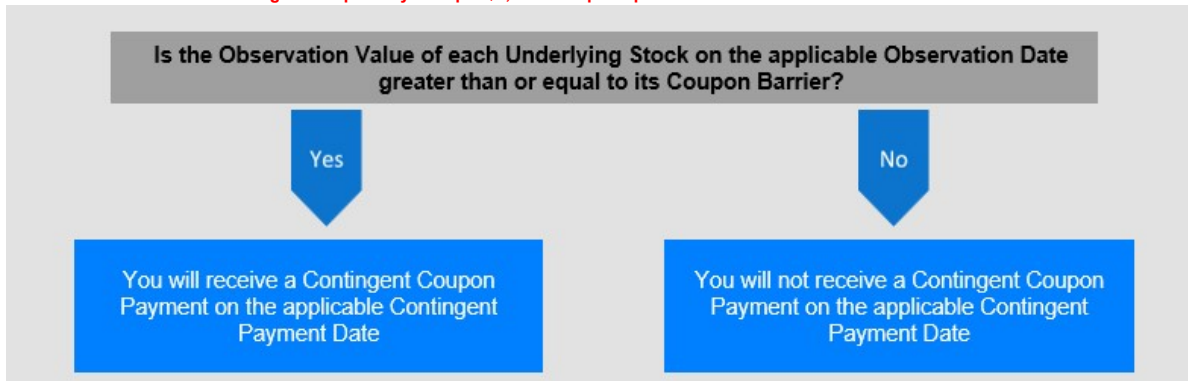 Is the Observation Value of each Underlying Stock on the applicable Observation Date
greater than or equal to its Coupon Barrier?
Yes
No
You will receive a Contingent Coupon
Payment on the applicable Contingent
Payment Date
You will not receive a Contingent Coupon
Payment on the applicable Contingent
Payment Date